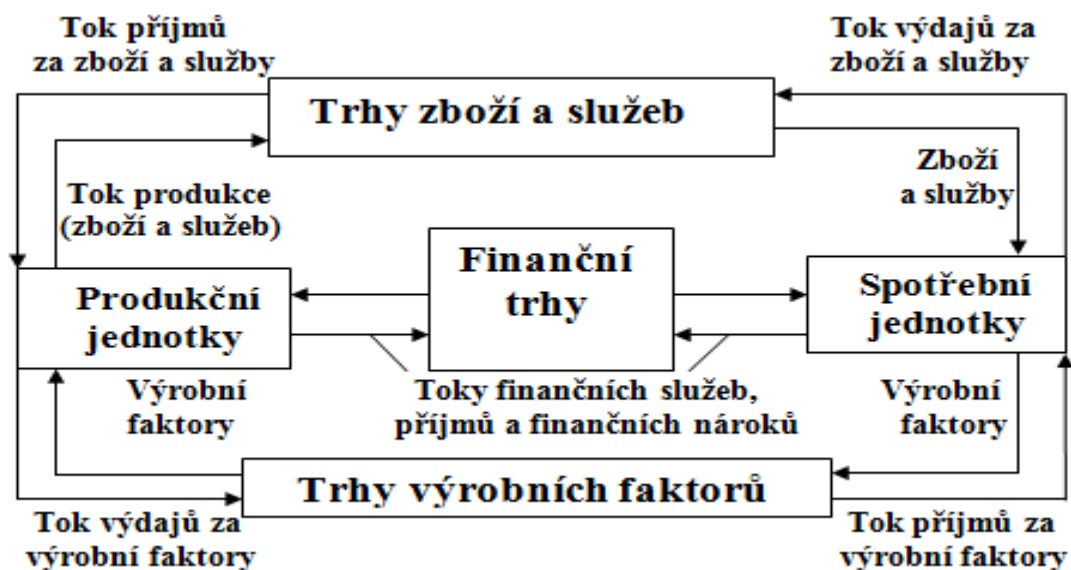 Tok příjmů
za zboží a služby
Tok výdajů za
zboží a služby
Trhy zboží a služeb
Tok produkce
(zboží a služeb)
Zboží
a služby
Finanční
trhy
Produkční
jednotky
Spotřební
jednotky
Výrobní
faktory
Toky finančních služeb,
příjmů a finančních nároků
Výrobní
faktory
Trhy výrobních faktorů
Tok výdajů za
výrobní faktory
Tok příjmů za
výrobní faktory